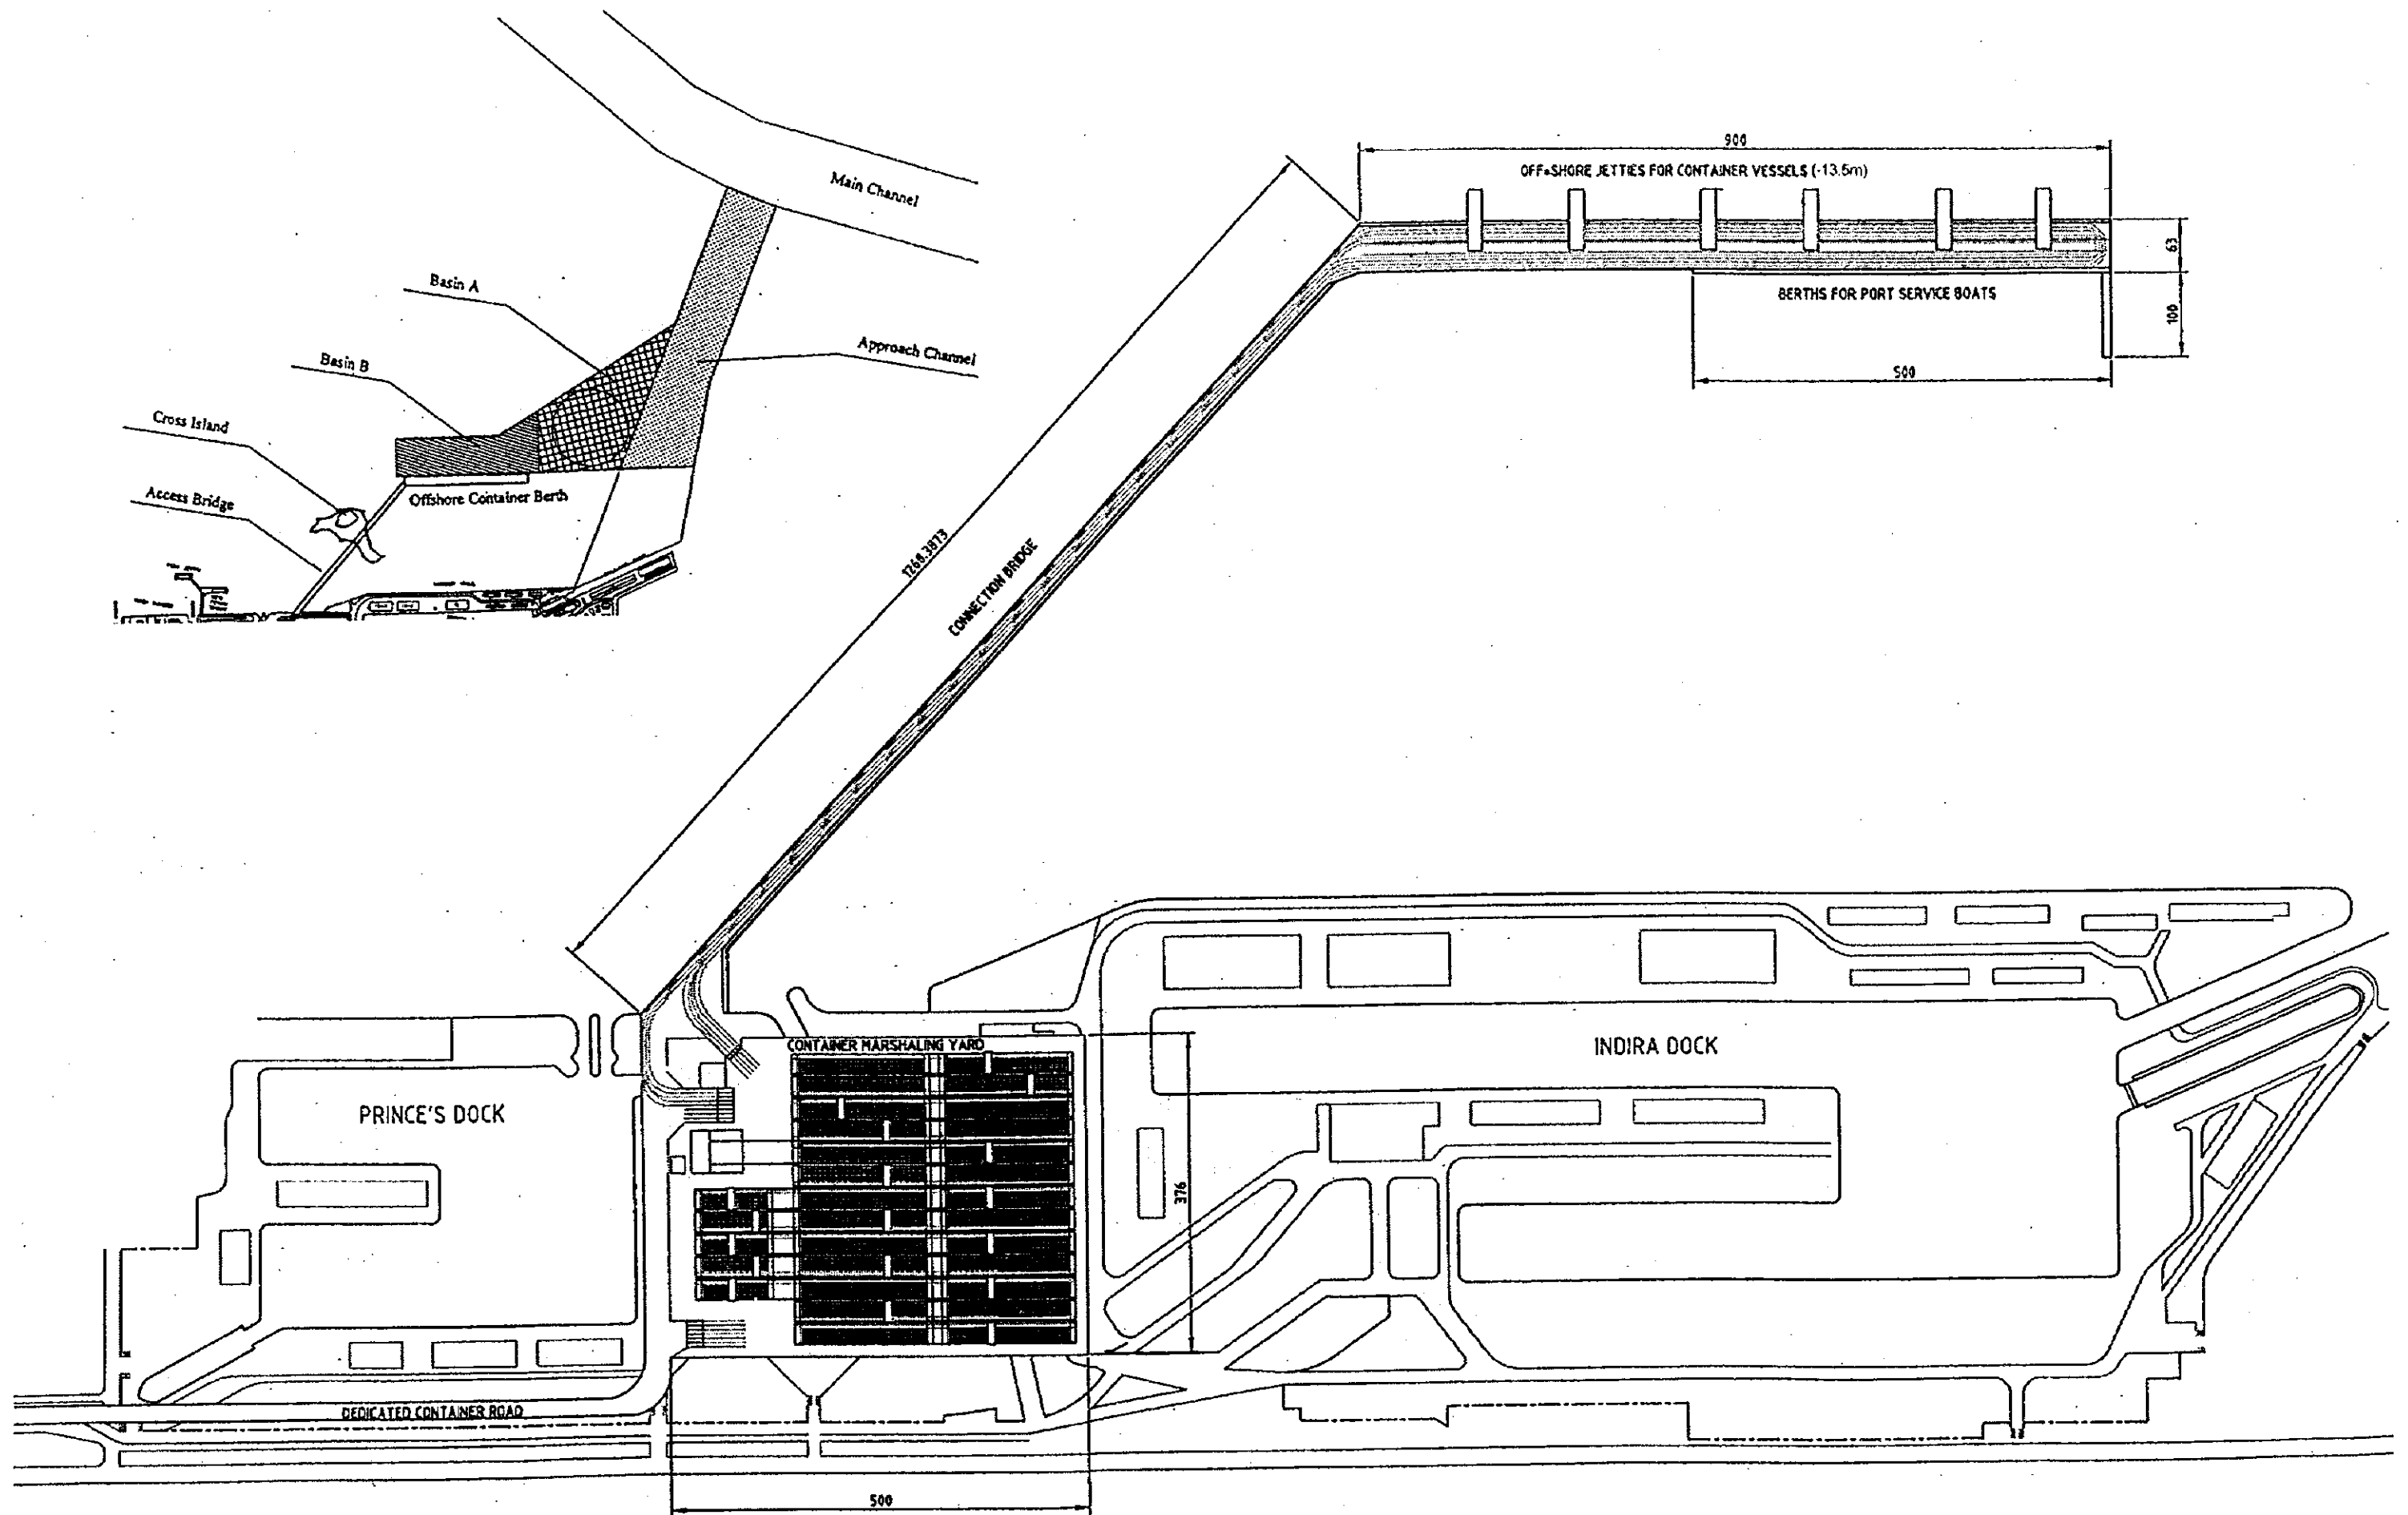 Main Channel
Basin A
Approach Channel
Basin B
Cross Island
Access Bridge
Offshore Container Berth
900
OFF-SHORE JETTIES FOR CONTAINER VESSELS (-13.5m)
63
BERTHS FOR PORT SERVICE BOATS
100
500
1268.3873
CONNECTION BRIDGE
CONTAINER MARSHALING YARD
INDIRA DOCK
PRINCE'S DOCK
376
DEDICATED CONTAINER ROAD
500